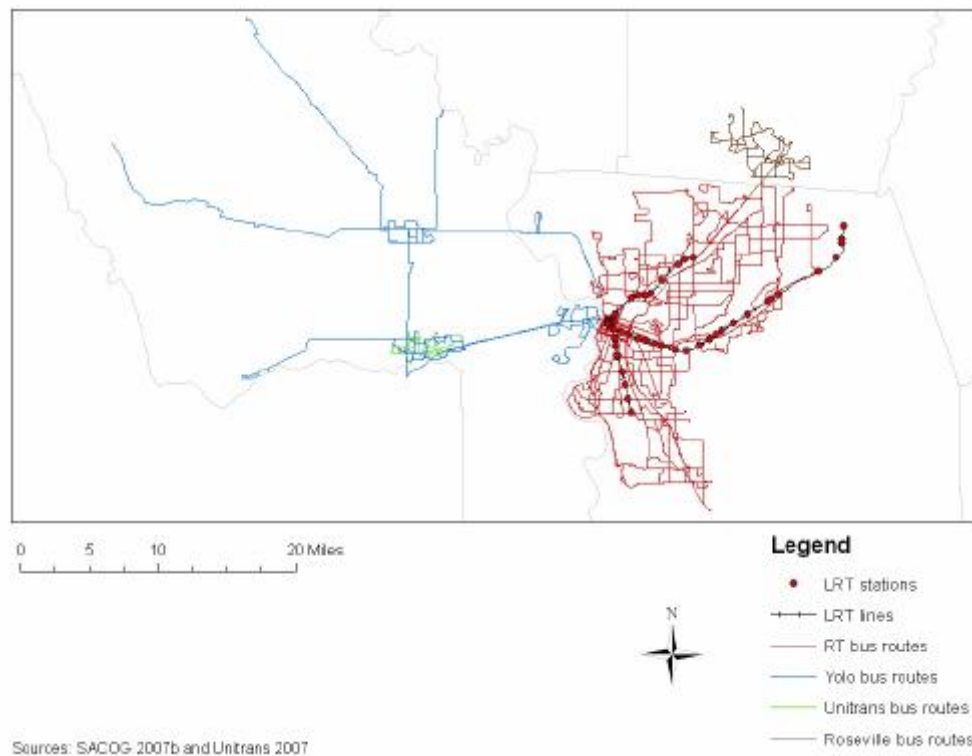 0 5 10 20 Miles
Legend
LRT stations
LRT lines
RT bus routes
Yolo bus routes
Unitrans bus routes
Roseville bus routes
N
Sources: SACOG 2007b and Unitrans 2007